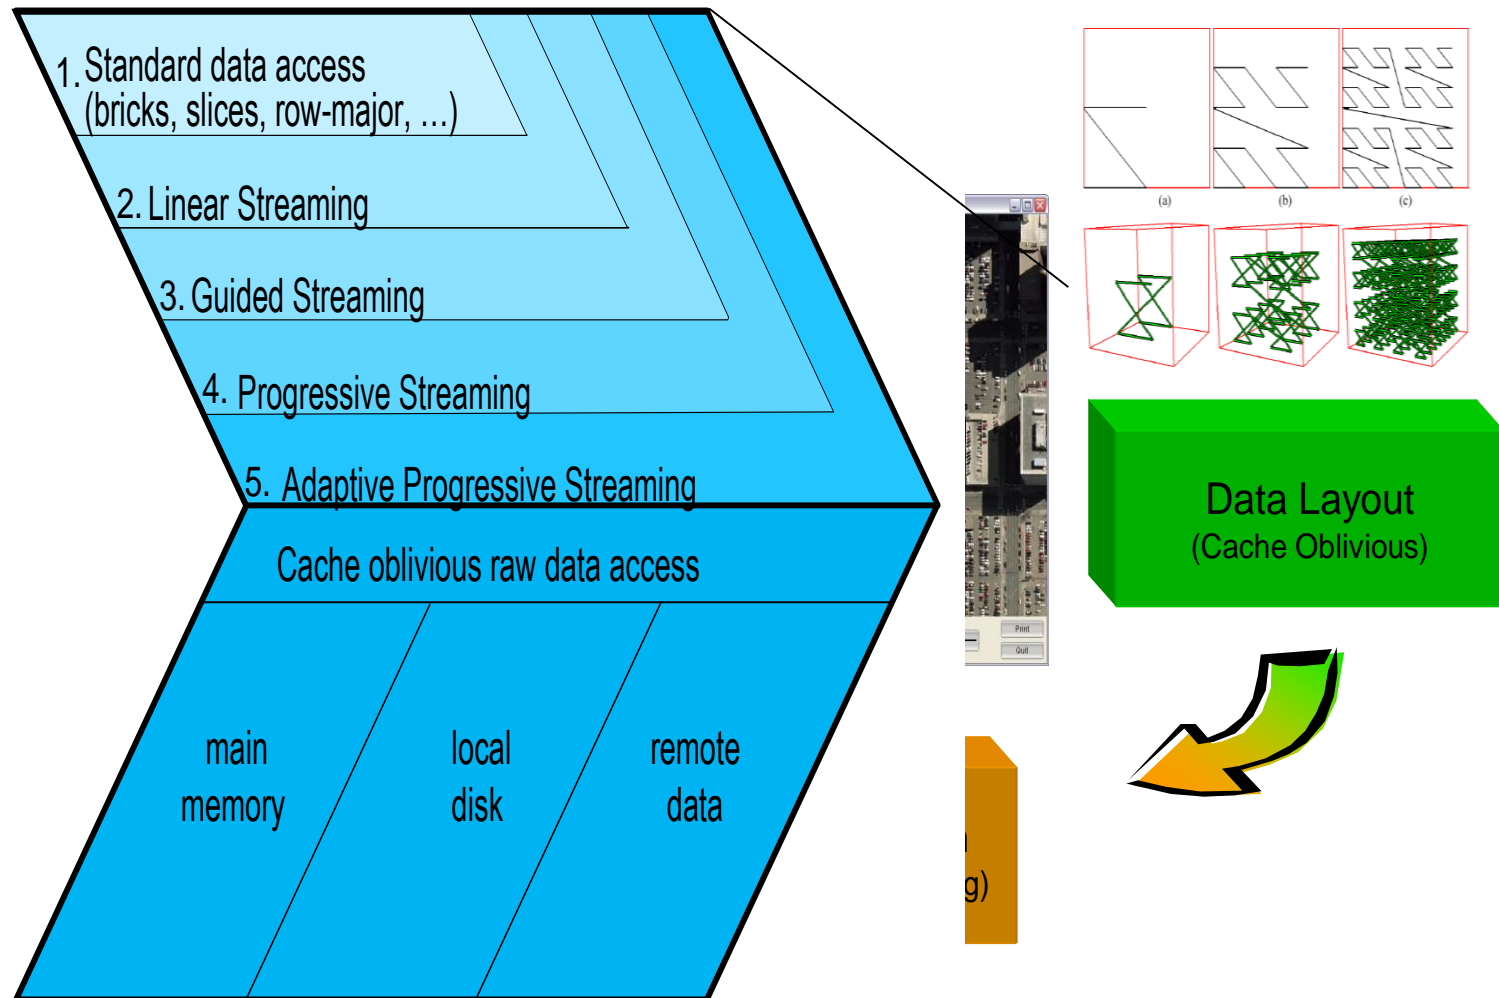 1. Standard data access
(bricks, slices, row-major, …)
2. Linear Streaming
3. Guided Streaming
4. Progressive Streaming
5. Adaptive Progressive Streaming
Cache oblivious raw data access
main
memory
local
disk
remote
data
(a)
(b)
(c)
Data Layout
(Cache Oblivious)
Print
Quit
g)